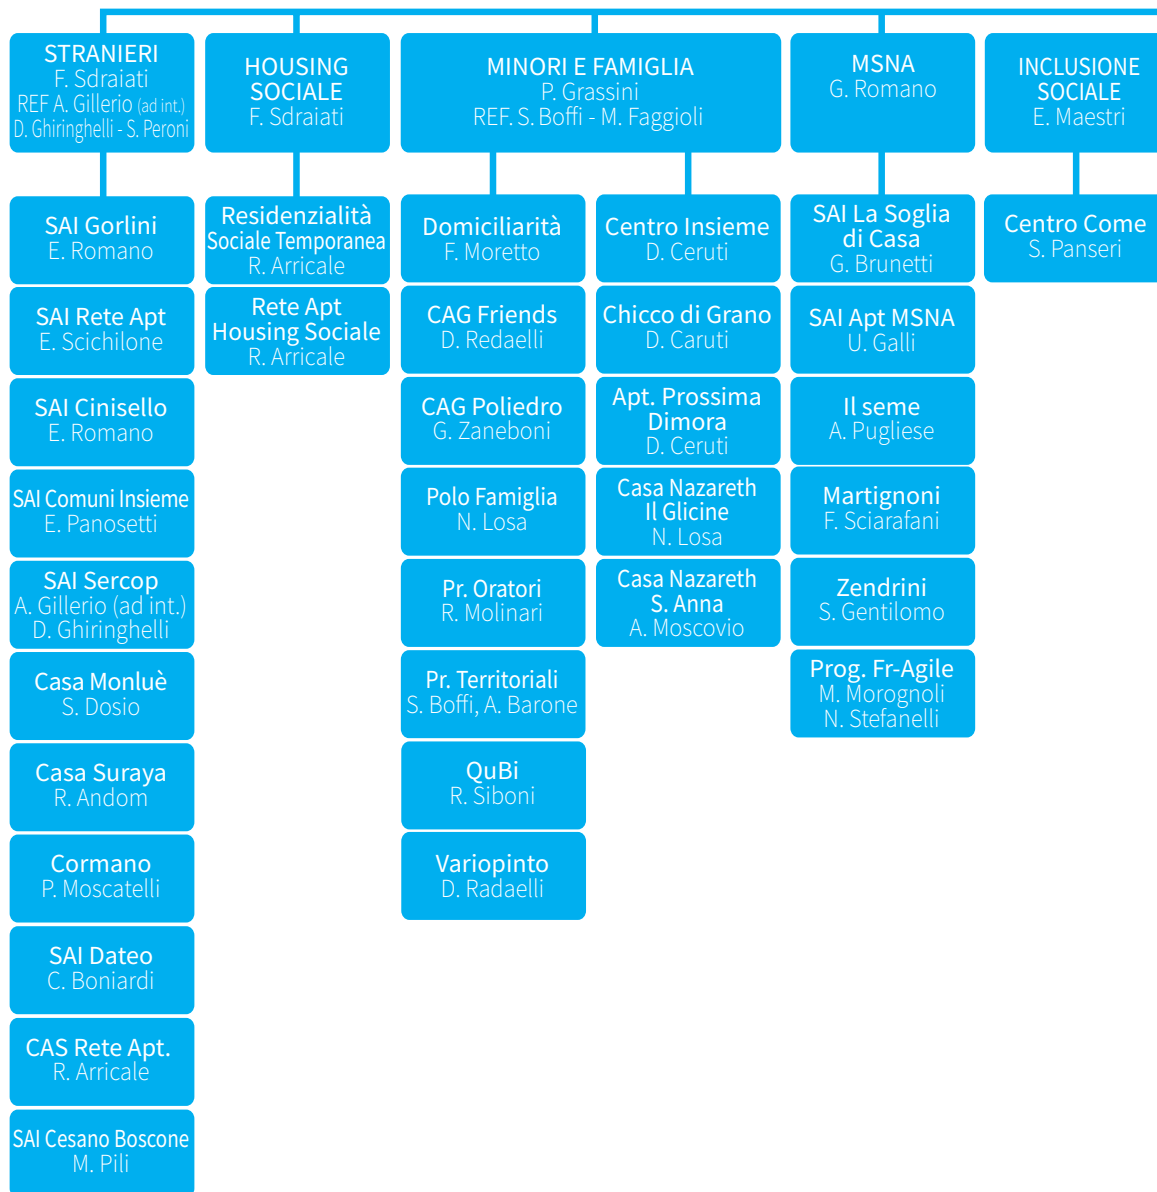 STRANIERI
F. Sdraiati
REF A. Gillerio (ad int.)
D. Ghiringhelli - S. Peroni
SAI Gorlini
E. Romano
SAI Rete Apt
E. Scichilone
SAI Cinisello
E. Romano
SAI Comuni Insieme
E. Panosetti
SAI Sercop
A. Gillerio (ad int.)
D. Ghiringhelli
Casa Monluè
S. Dosio
Casa Suraya
R. Andom
Cormano
P. Moscatelli
SAI Dateo
C. Boniardi
CAS Rete Apt.
R. Arricale
SAI Cesano Boscone
M. Pili
HOUSING
SOCIALE
F. Sdraiati
Residenzialità
Sociale Temporanea
R. Arricale
Rete Apt
Housing Sociale
R. Arricale
MINORI E FAMIGLIA
P. Grassini
REF. S. Boffi - M. Faggioli
Domiciliarità
F. Moretto
CAG Friends
D. Redaelli
CAG Poliedro
G. Zaneboni
Polo Famiglia
N. Losa
Pr. Oratori
R. Molinari
Pr. Territoriali
S. Boffi, A. Barone
QuBi
R. Siboni
Variopinto
D. Radaelli
Centro Insieme
D. Ceruti
Chicco di Grano
D. Caruti
Apt. Prossima
Dimora
D. Ceruti
Casa Nazareth
Il Glicine
N. Losa
Casa Nazareth
S. Anna
A. Moscovio
MSNA
G. Romano
SAI La Soglia
di Casa
G. Brunetti
SAI Apt MSNA
U. Galli
Il seme
A. Pugliese
Martignoni
F. Sciarafani
Zendrini
S. Gentilomo
Prog. Fr-Agile
M. Morognoli
N. Stefanelli
INCLUSIONE
SOCIALE
E. Maestri
Centro Come
S. Panseri